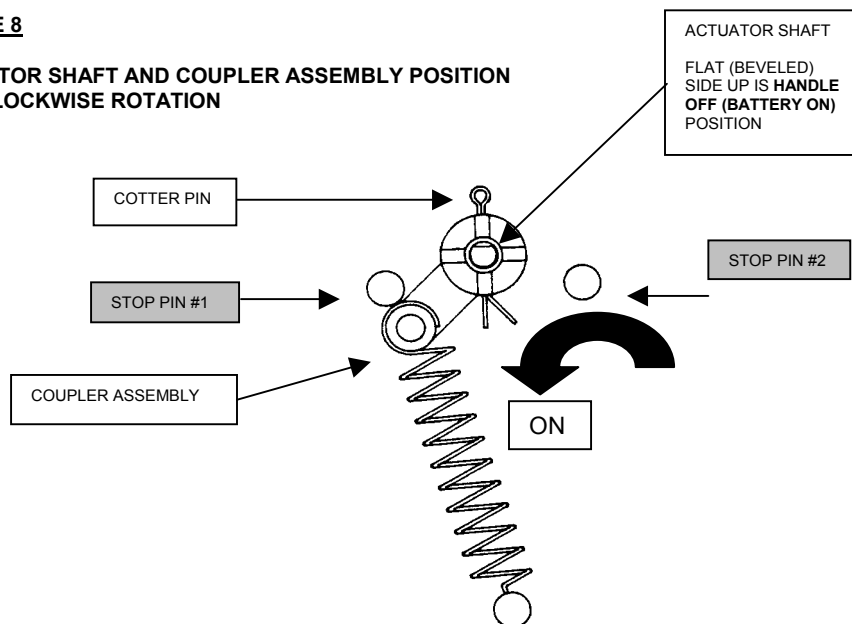 E 8
TOR SHAFT AND COUPLER ASSEMBLY POSITION
LOCKWISE ROTATION
ACTUATOR SHAFT
FLAT (BEVELED)
SIDE UP IS HANDLE
OFF (BATTERY ON)
POSITION
COTTER PIN
STOP PIN #2
STOP PIN #1
COUPLER ASSEMBLY
ON